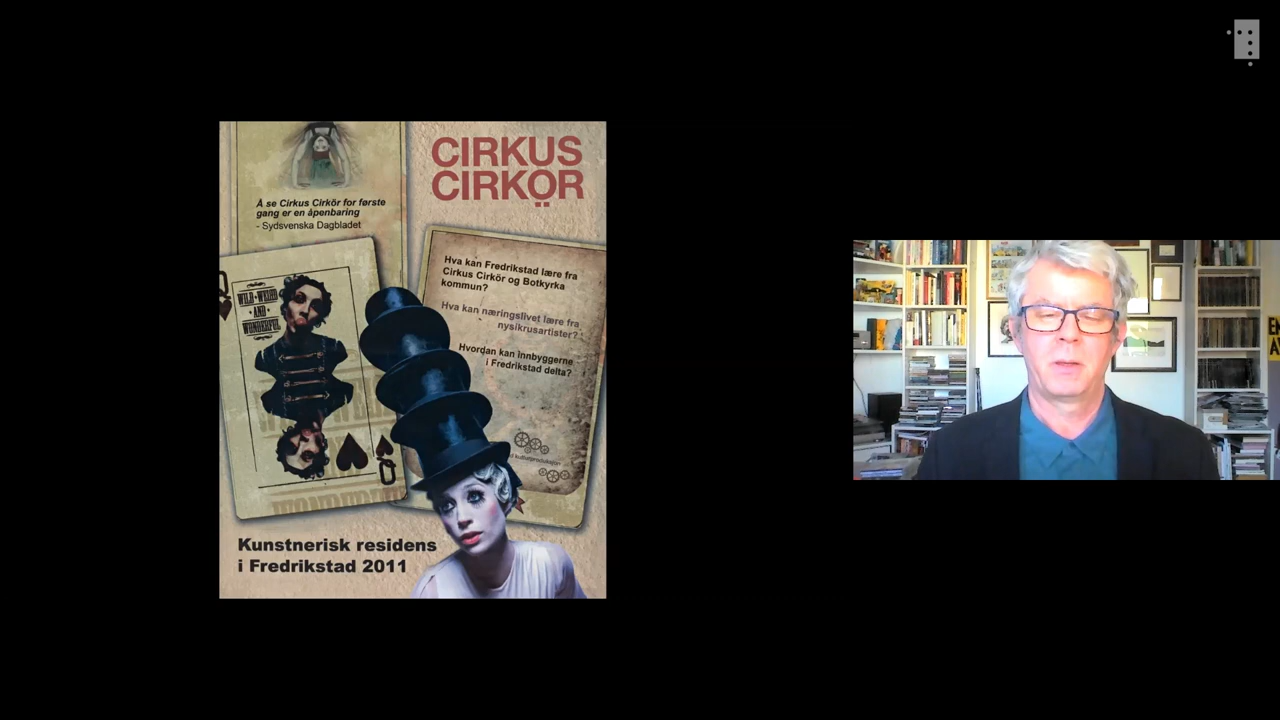 CIRKUS
CIRKÖR
Å se Cirkus Cirkör for første
gang er en åpenbaring
- Sydsvenska Dagbladet
Hva kan Fredrikstad lære fra
Cirkus Cirkör og Botkyrka
kommun?
Hva kan næringslivet lære fra
nysirkusartister?
Hvordan kan innbyggerne
i Fredrikstad delta?
WILD • WEIRD
AND
WONDERFUL
Q
Q
kulturproduksjon
Kunstnerisk residens
i Fredrikstad 2011